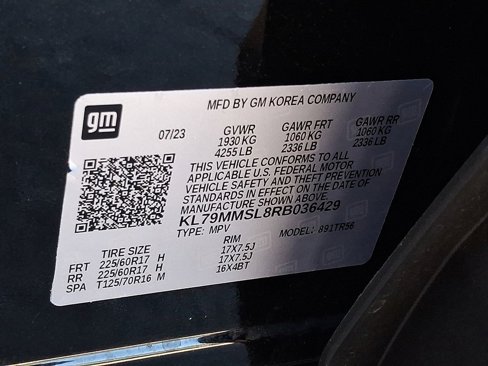 gm
MFD BY GM KOREA COMPANY
07/23 GVWR GAWR FRT GAWR RR
1930 KG 1060 KG 1060 KG
4255 LB 2336 LB 2336 LB
THIS VEHICLE CONFORMS TO ALL
APPLICABLE U.S. FEDERAL MOTOR
VEHICLE SAFETY AND THEFT PREVENTION
STANDARDS IN EFFECT ON THE DATE OF
MANUFACTURE SHOWN ABOVE.
KL79MMSL8RB036429
TYPE: MPV MODEL: 891TR56
TIRE SIZE RIM
FRT 225/60R17 H 17X7.5J
RR 225/60R17 H 17X7.5J
SPA T125/70R16 M 16X4BT